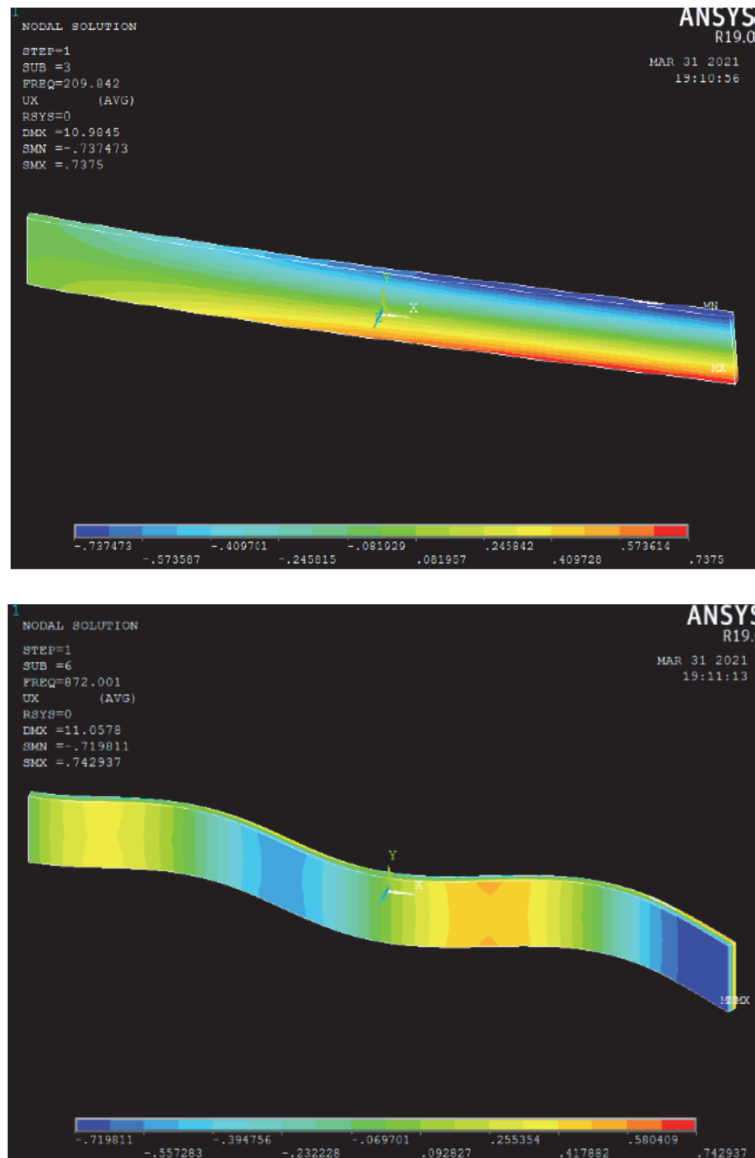 1
NODAL SOLUTION
STEP=1
SUB =3
FREQ=209.842
UX (AVG)
RSYS=0
DMX =10.9845
SMN =-.737473
SMX =.7375
ANSYS
R19.0
MAR 31 2021
19:10:56
Y
X
Z
MN
MX
-.737473 -.409701 -.081929 .245842 .573614
-.573587 -.245815 .081957 .409728 .7375
1
NODAL SOLUTION
STEP=1
SUB =6
FREQ=872.001
UX (AVG)
RSYS=0
DMX =11.0578
SMN =-.719811
SMX =.742937
ANSYS
R19.
MAR 31 2021
19:11:13
Y
X
MX
-.719811 -.394756 -.069701 .255354 .580409
-.557283 -.232228 .092827 .417882 .742937